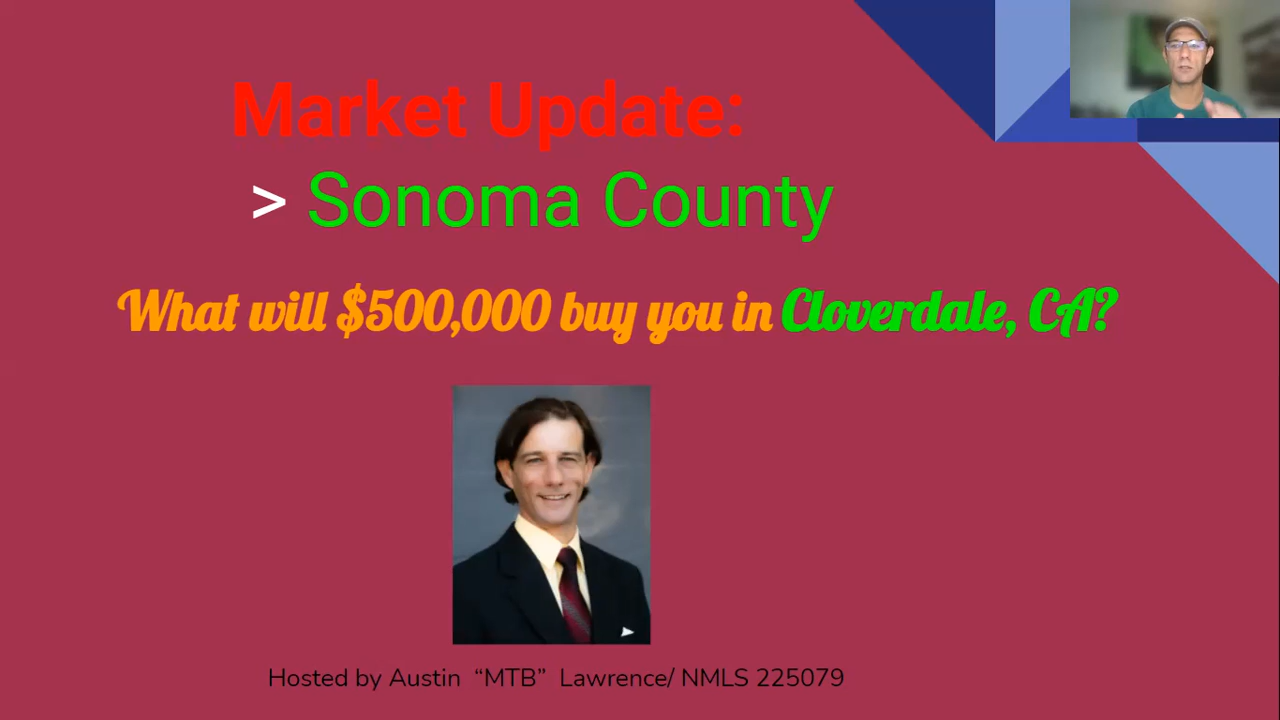 Market Update:
> Sonoma County
What will $500,000 buy you in Cloverdale, CA?
Hosted by Austin “MTB” Lawrence/ NMLS 225079